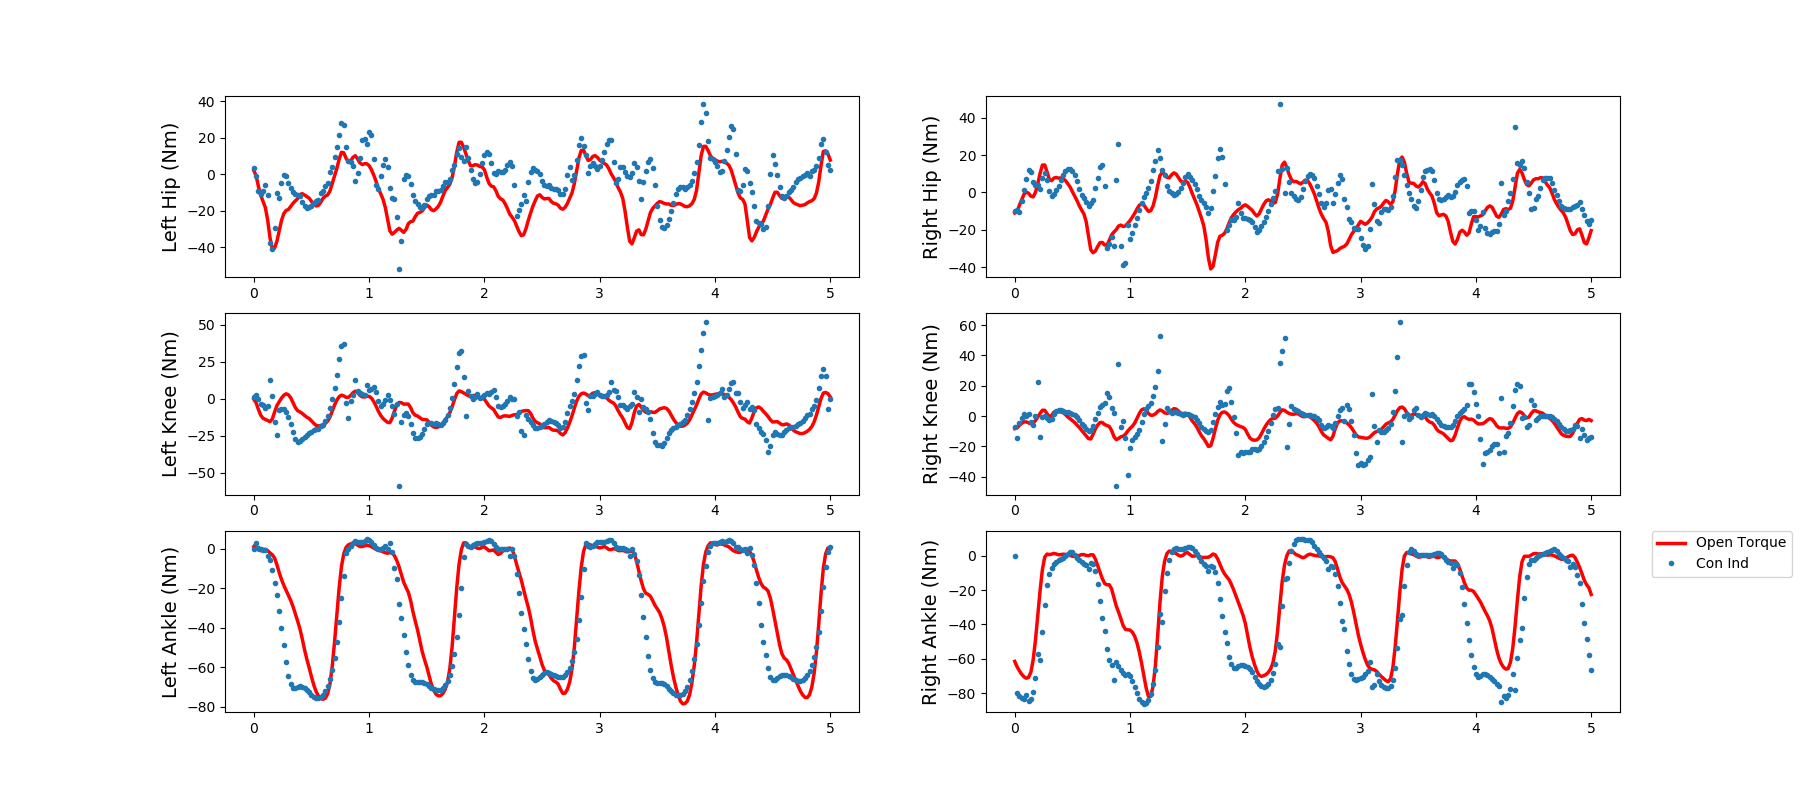 Left Hip (Nm)
40
20
0
−20
−40
0 1 2 3 4 5
Right Hip (Nm)
40
20
0
−20
−40
0 1 2 3 4 5
Left Knee (Nm)
50
25
0
−25
−50
0 1 2 3 4 5
Right Knee (Nm)
60
40
20
0
−20
−40
0 1 2 3 4 5
Left Ankle (Nm)
0
−20
−40
−60
−80
0 1 2 3 4 5
Right Ankle (Nm)
0
−20
−40
−60
−80
0 1 2 3 4 5
Open Torque
Con Ind